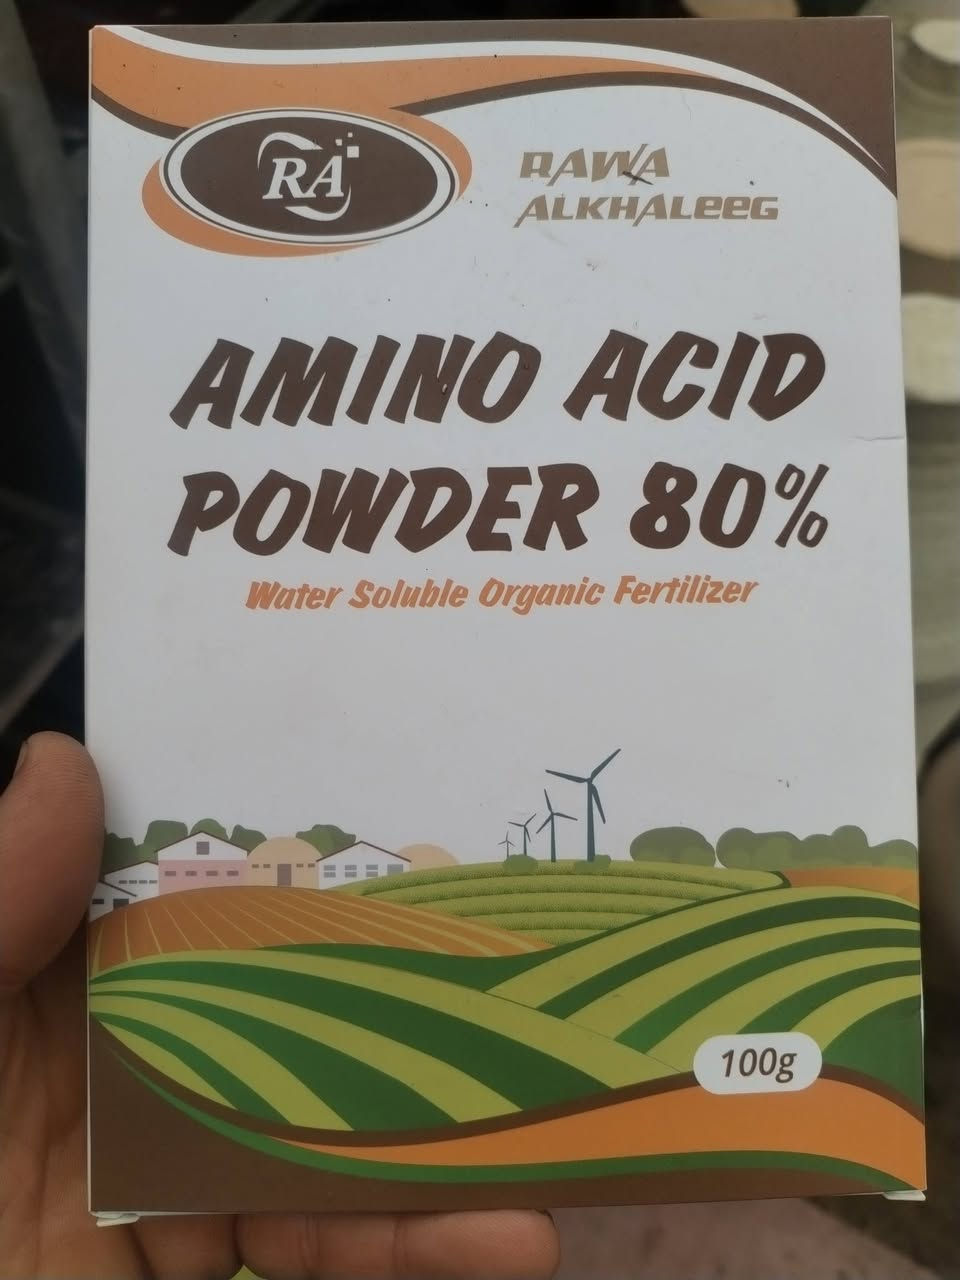 RA
RAWA
ALKHALEEG
AMINO ACID
POWDER 80%
Water Soluble Organic Fertilizer
100g